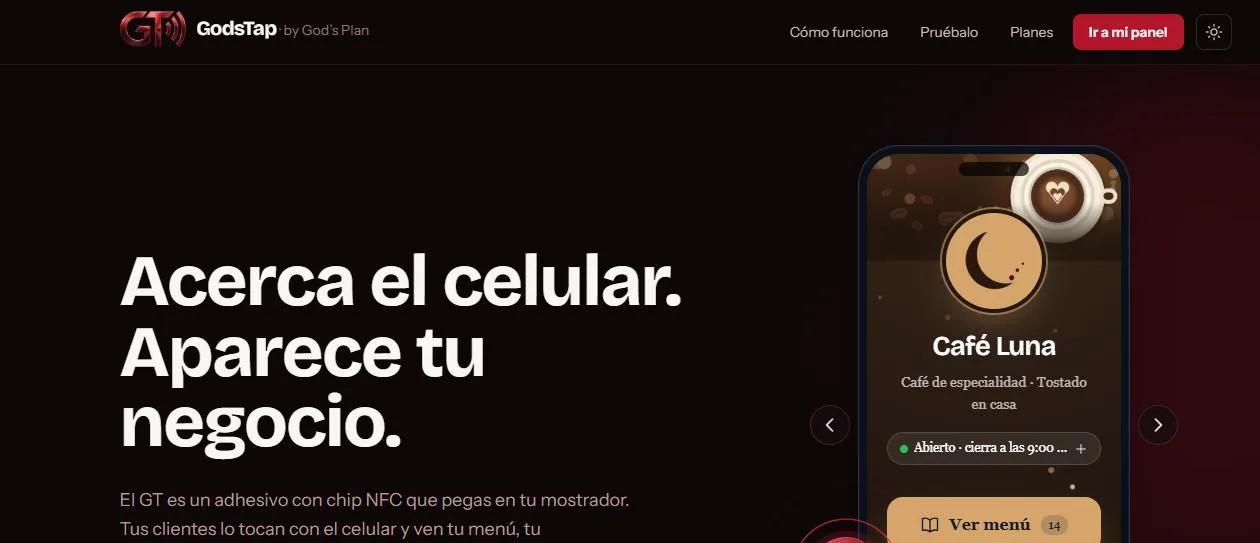 GT
GodsTap · by God's Plan
Cómo funciona
Pruébalo
Planes
Ir a mi panel
Acerca el celular.
Aparece tu
negocio.
El GT es un adhesivo con chip NFC que pegas en tu mostrador.
Tus clientes lo tocan con el celular y ven tu menú, tu
Café Luna
Café de especialidad · Tostado
en casa
Abierto · cierra a las 9:00 ...
Ver menú 14